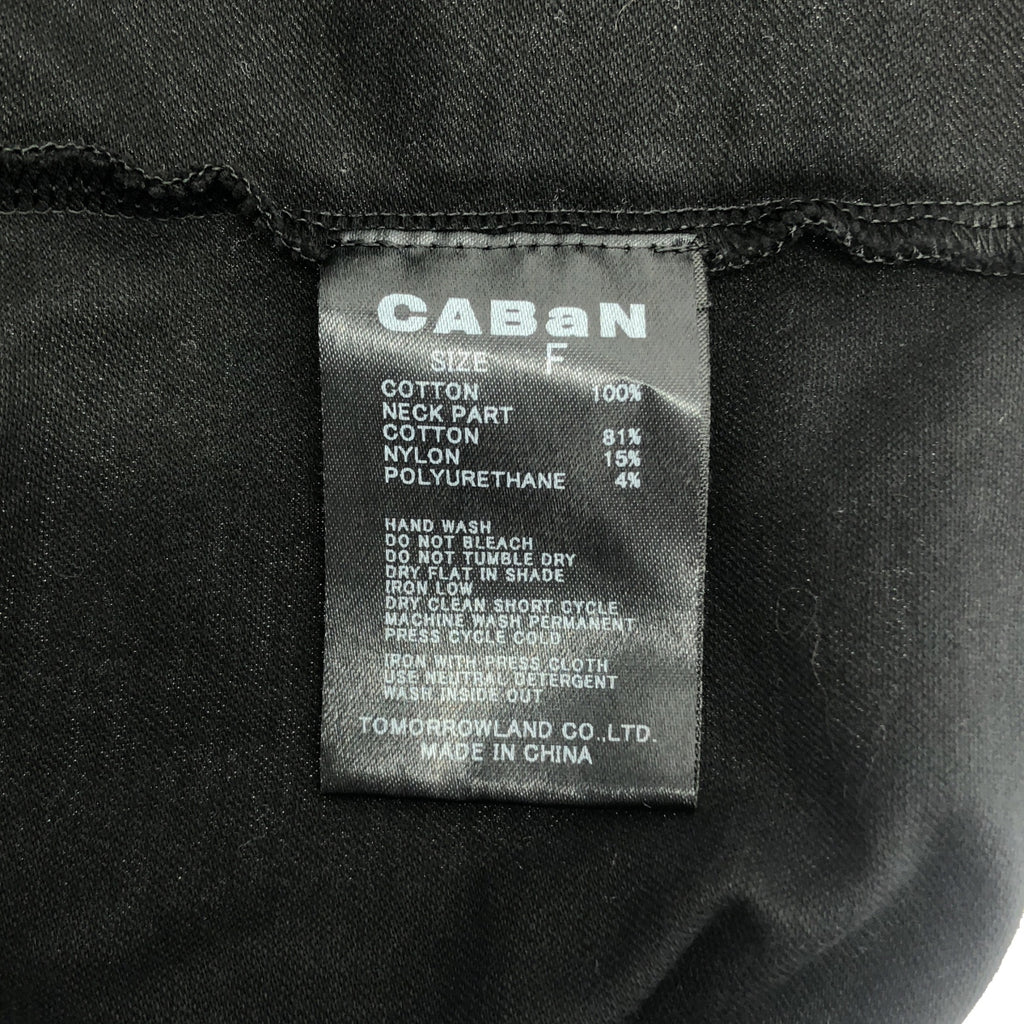 CABaN
SIZE F
COTTON 100%
NECK PART
COTTON 81%
NYLON 15%
POLYURETHANE 4%
HAND WASH
DO NOT BLEACH
DO NOT TUMBLE DRY
DRY FLAT IN SHADE
IRON LOW
DRY CLEAN SHORT CYCLE
MACHINE WASH PERMANENT
PRESS CYCLE COLD
IRON WITH PRESS CLOTH
USE NEUTRAL DETERGENT
WASH INSIDE OUT
TOMORROWLAND CO.,LTD.
MADE IN CHINA